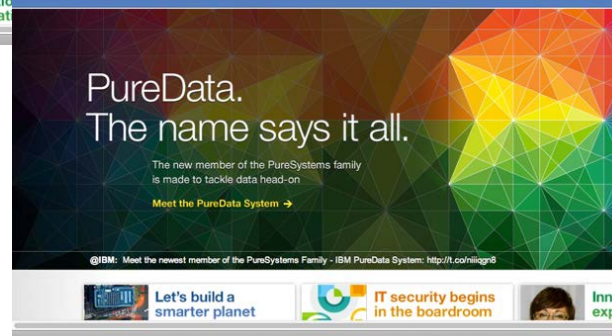 PureData.
The name says it all.
The new member of the PureSystems family
is made to tackle data head-on
Meet the PureData System →
@IBM: Meet the newest member of the PureSystems Family - IBM PureData System: http://t.co/niiiqgn8
Let's build a
smarter planet
IT security begins
in the boardroom